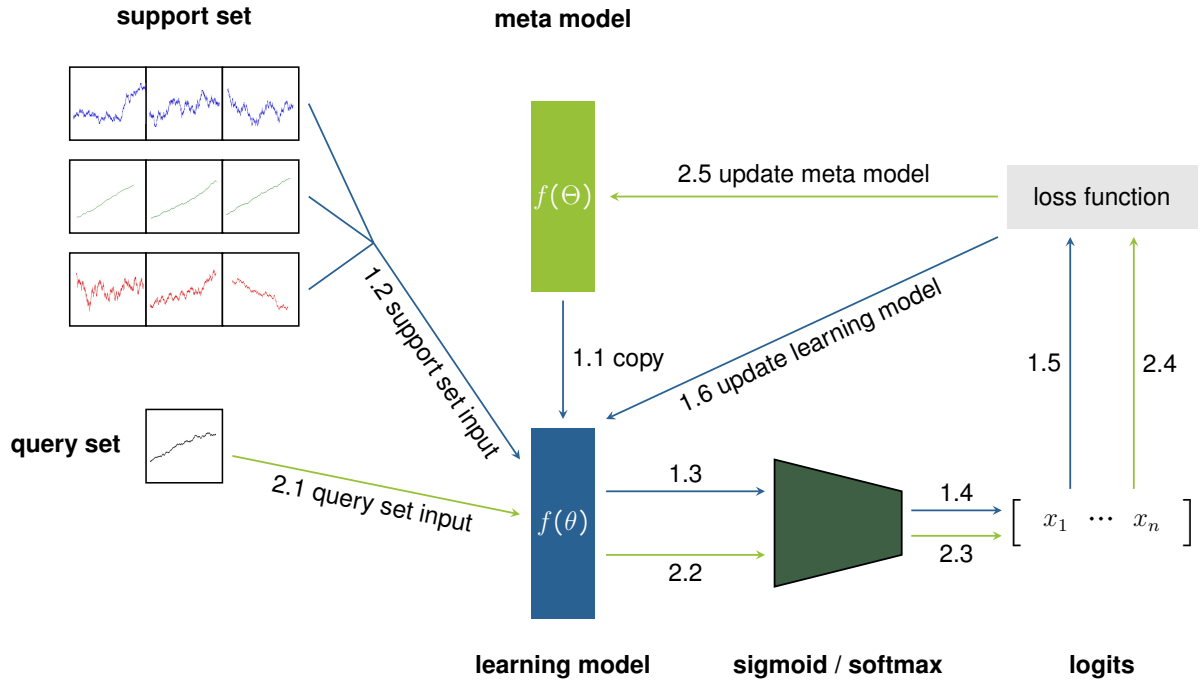 support set
meta model
2.5 update meta model
f(Θ)
loss function
1.2 support set input
1.1 copy
1.6 update learning model
1.5
2.4
query set
2.1 query set input
f(θ)
1.3
2.2
1.4
2.3
[ x₁ ⋯ xₙ ]
learning model
sigmoid / softmax
logits